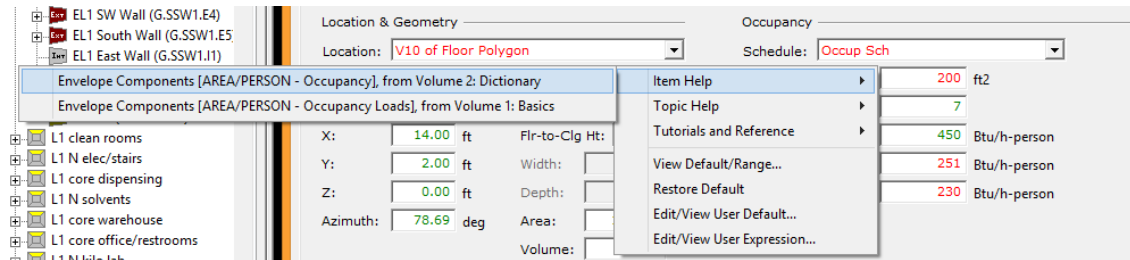 EL1 SW Wall (G.SSW1.E4)
EL1 South Wall (G.SSW1.E5)
EL1 East Wall (G.SSW1.I1)
Location & Geometry
Occupancy
Location: V10 of Floor Polygon
Schedule: Occup Sch
Envelope Components [AREA/PERSON - Occupancy], from Volume 2: Dictionary
Envelope Components [AREA/PERSON - Occupancy Loads], from Volume 1: Basics
Item Help
Topic Help
Tutorials and Reference
View Default/Range...
Restore Default
Edit/View User Default...
Edit/View User Expression...
200 ft2
7
450 Btu/h-person
251 Btu/h-person
230 Btu/h-person
L1 clean rooms
L1 N elec/stairs
L1 core dispensing
L1 N solvents
L1 core warehouse
L1 core office/restrooms
L1 N kilo lab
X: 14.00 ft
Y: 2.00 ft
Z: 0.00 ft
Azimuth: 78.69 deg
Flr-to-Clg Ht:
Width:
Depth:
Area:
Volume: